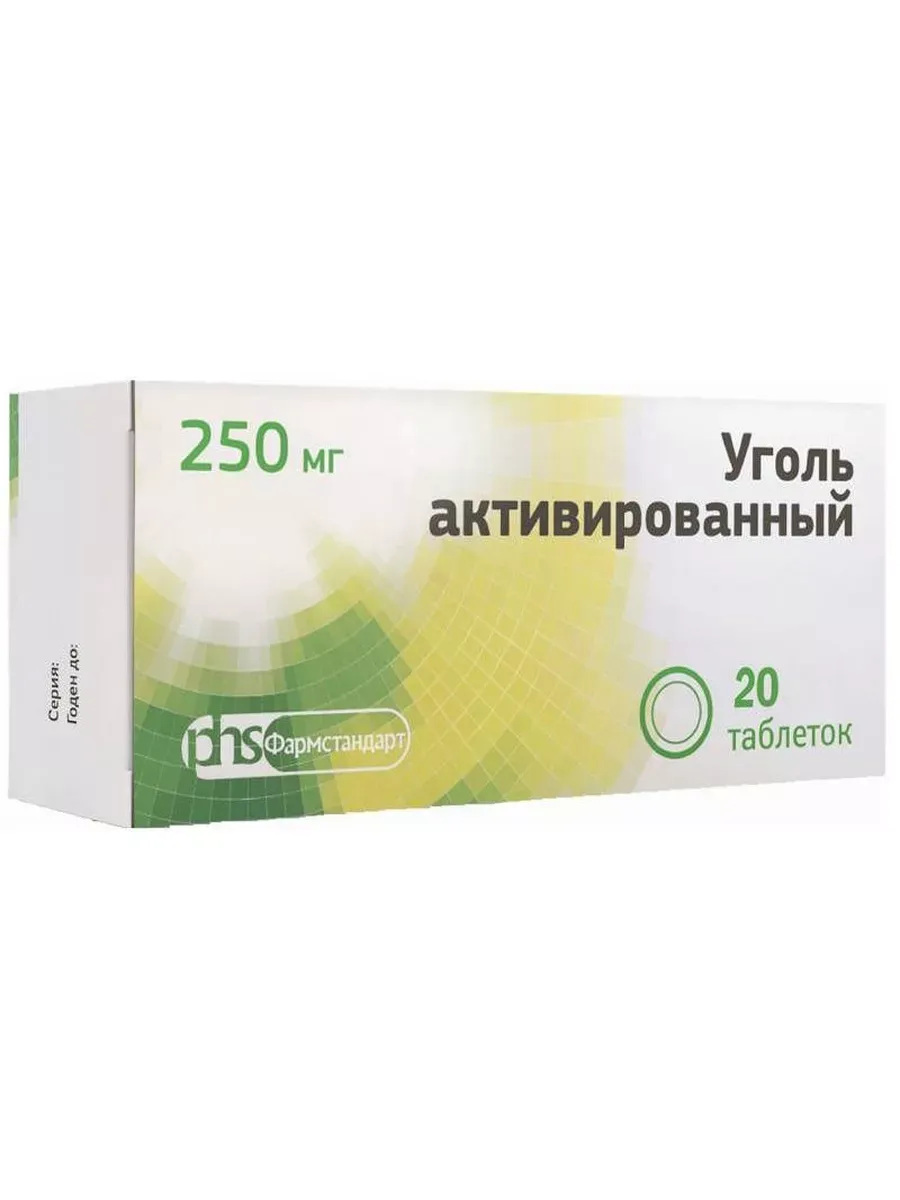 250 мг
Уголь
активированный
20
таблеток
phs Фармстандарт
Серия:
Годен до: